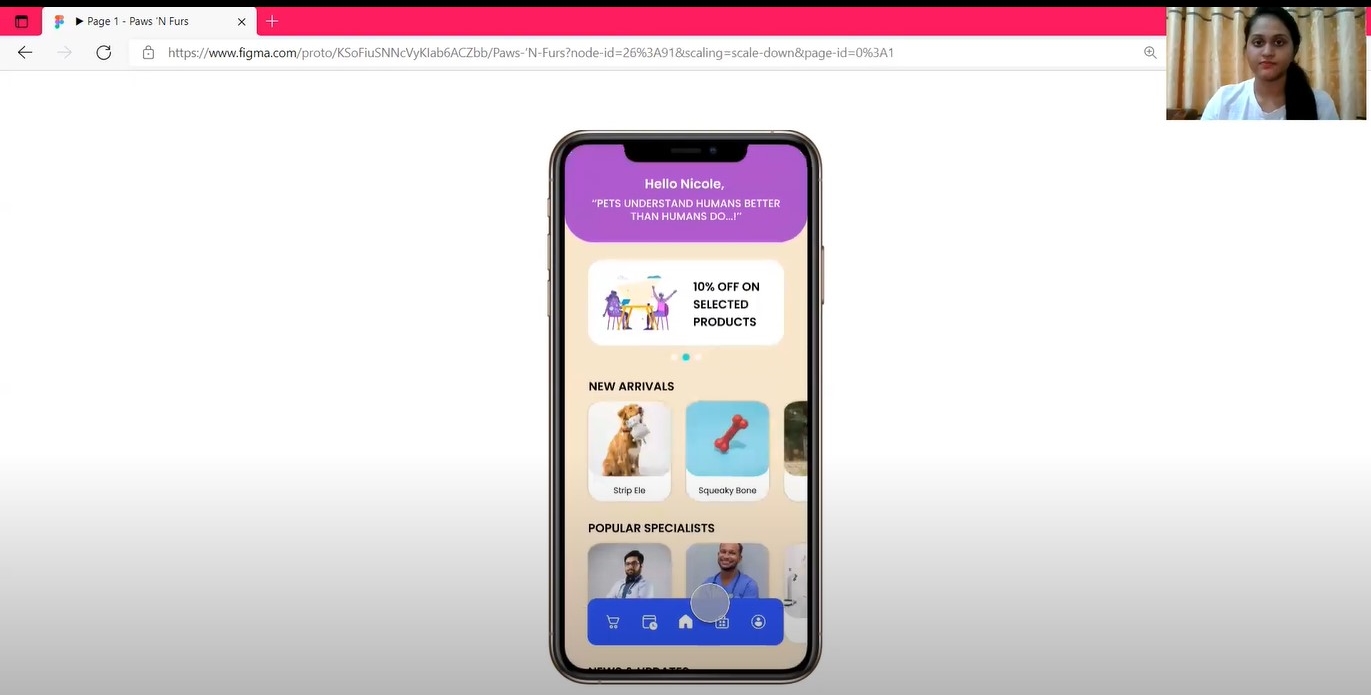 Page 1 - Paws 'N Furs
https://www.figma.com/proto/KSoFiuSNNcVyKIab6ACZbb/Paws-'N-Furs?node-id=26%3A91&scaling=scale-down&page-id=0%3A1
Hello Nicole,
“PETS UNDERSTAND HUMANS BETTER
THAN HUMANS DO...!”
10% OFF ON
SELECTED
PRODUCTS
NEW ARRIVALS
Strip Ele
Squeaky Bone
POPULAR SPECIALISTS
NEWS & UPDATES